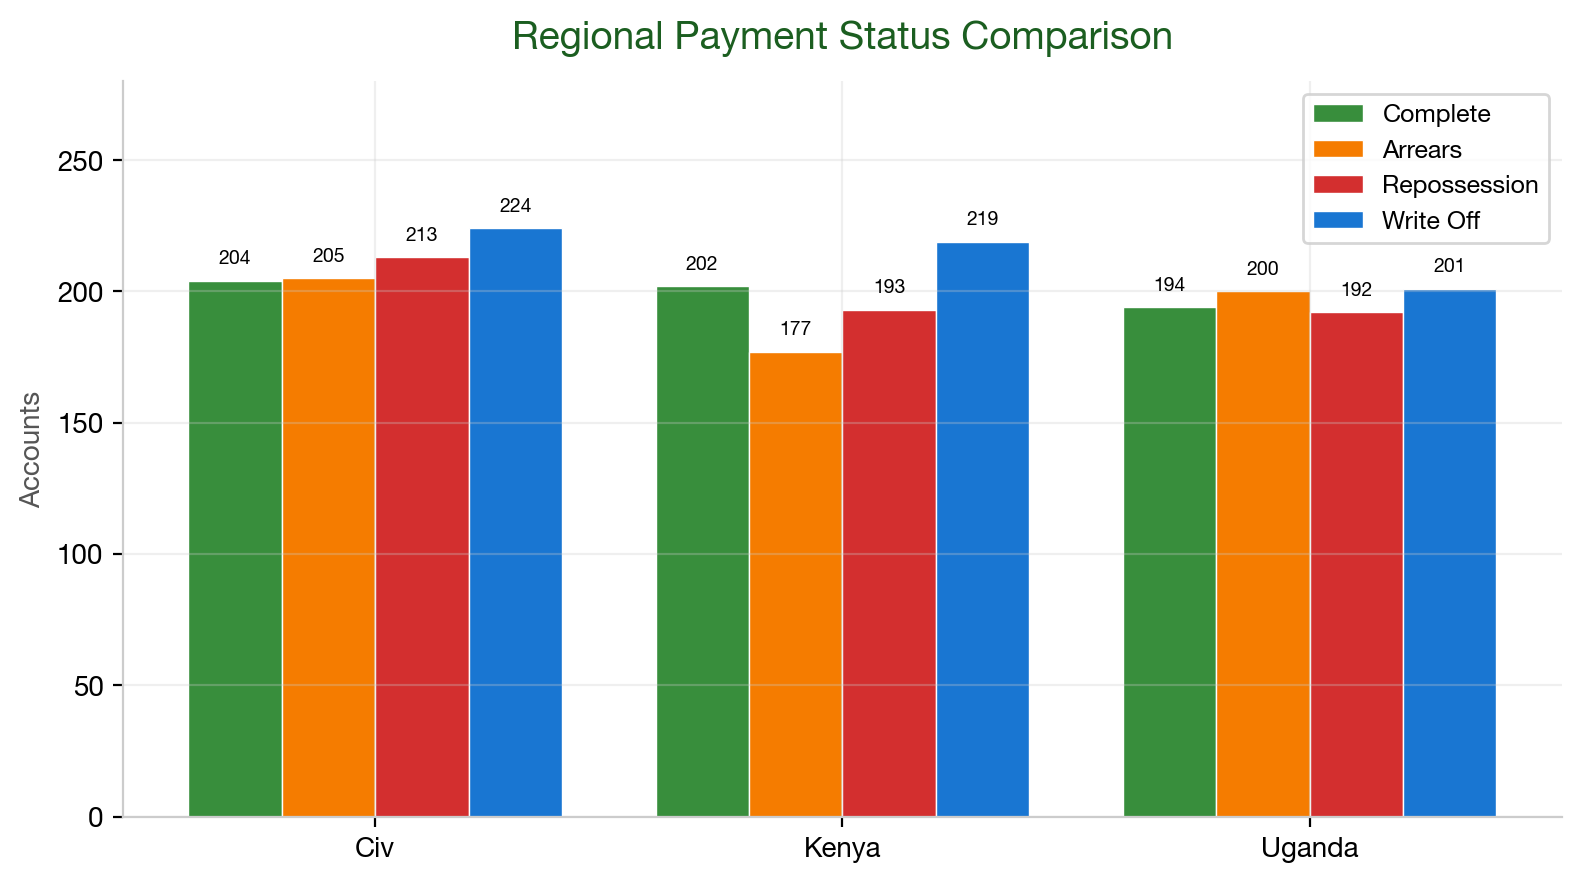 Regional Payment Status Comparison
Complete
Arrears
Repossession
Write Off
250
200
150
100
50
0
Accounts
204
205
213
224
202
177
193
219
194
200
192
201
Civ
Kenya
Uganda